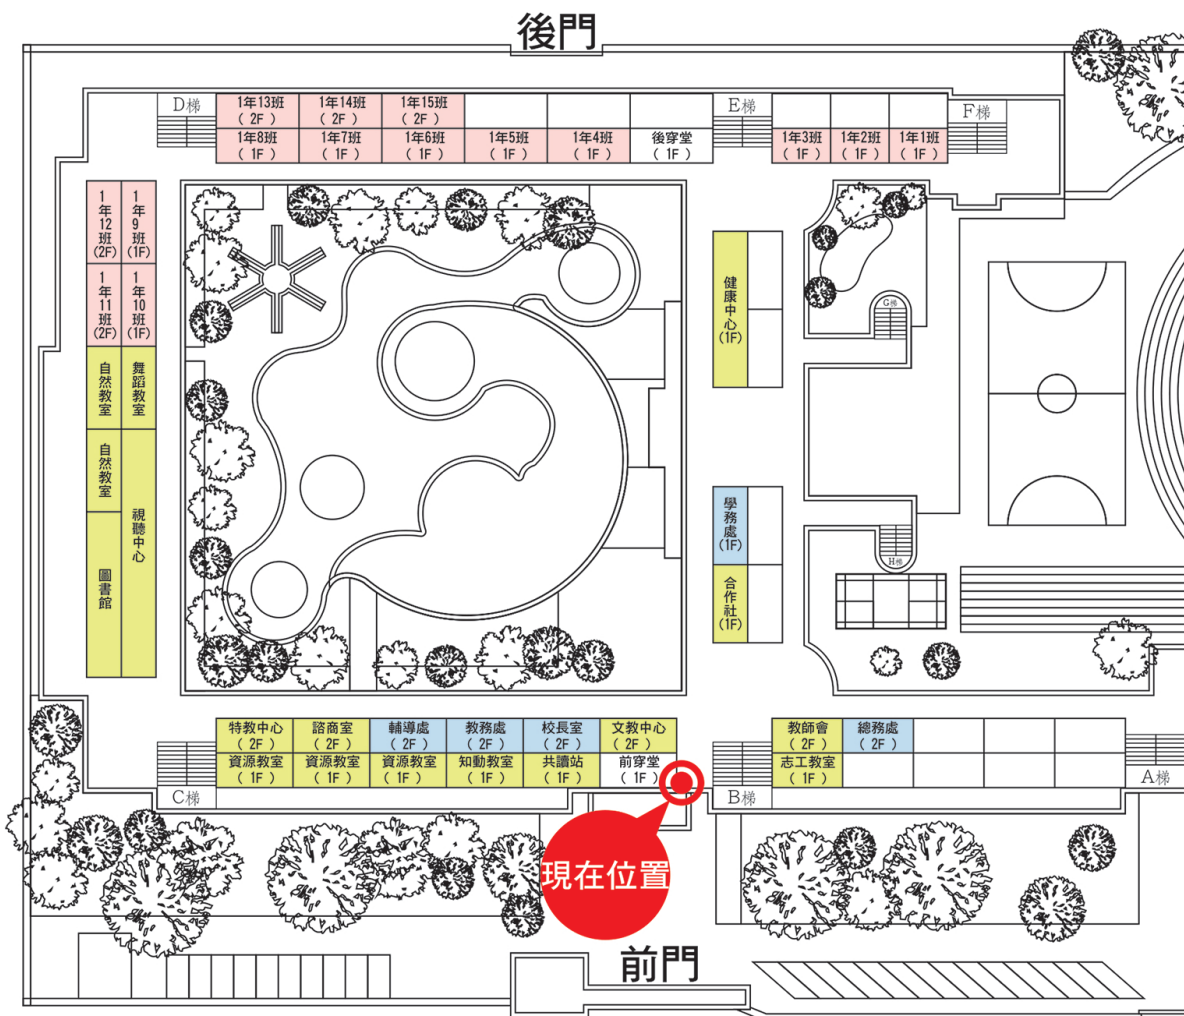 後門
D梯
1年13班
( 2F )
1年14班
( 2F )
1年15班
( 2F )
E梯
F梯
1年8班
( 1F )
1年7班
( 1F )
1年6班
( 1F )
1年5班
( 1F )
1年4班
( 1F )
後穿堂
( 1F )
1年3班
( 1F )
1年2班
( 1F )
1年1班
( 1F )
1年12班(2F)
1年9班(1F)
1年11班(2F)
1年10班(1F)
自然教室
舞蹈教室
自然教室
視聽中心
圖書館
健康中心(1F)
G梯
學務處(1F)
H梯
合作社(1F)
特教中心
( 2F )
諮商室
( 2F )
輔導處
( 2F )
教務處
( 2F )
校長室
( 2F )
文教中心
( 2F )
教師會
( 2F )
總務處
( 2F )
資源教室
( 1F )
資源教室
( 1F )
資源教室
( 1F )
知動教室
( 1F )
共讀站
( 1F )
前穿堂
( 1F )
志工教室
( 1F )
C梯
B梯
A梯
現在位置
前門